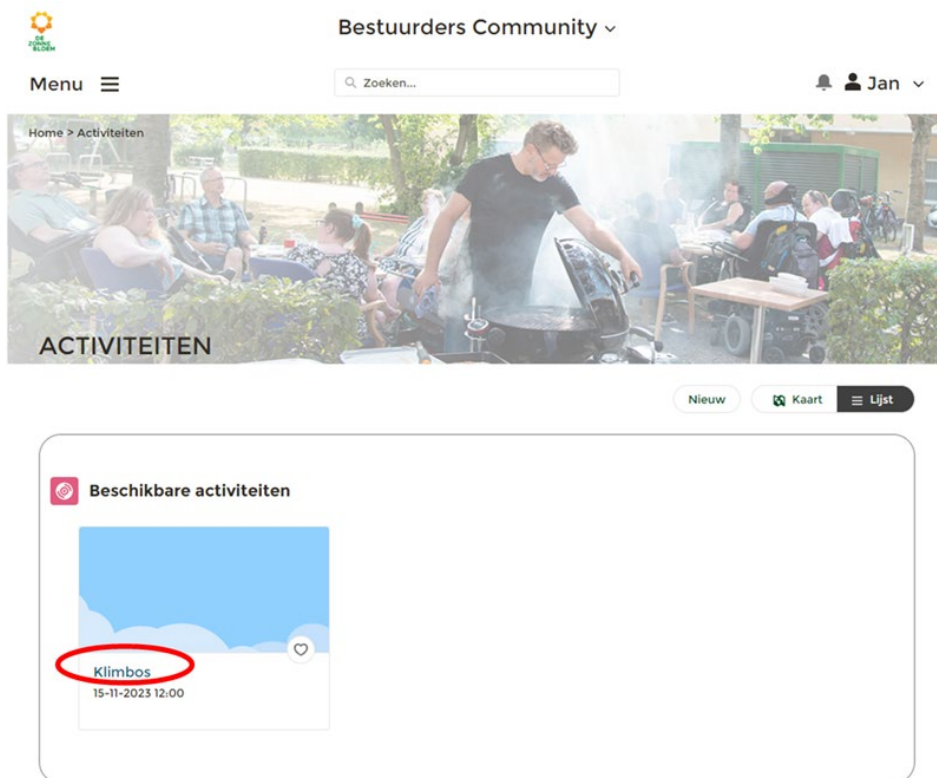 DE
ZONNE
BLOEM
Bestuurders Community
Menu
Zoeken...
Jan
Home > Activiteiten
ACTIVITEITEN
Nieuw
Kaart
Lijst
Beschikbare activiteiten
Klimbos
15-11-2023 12:00